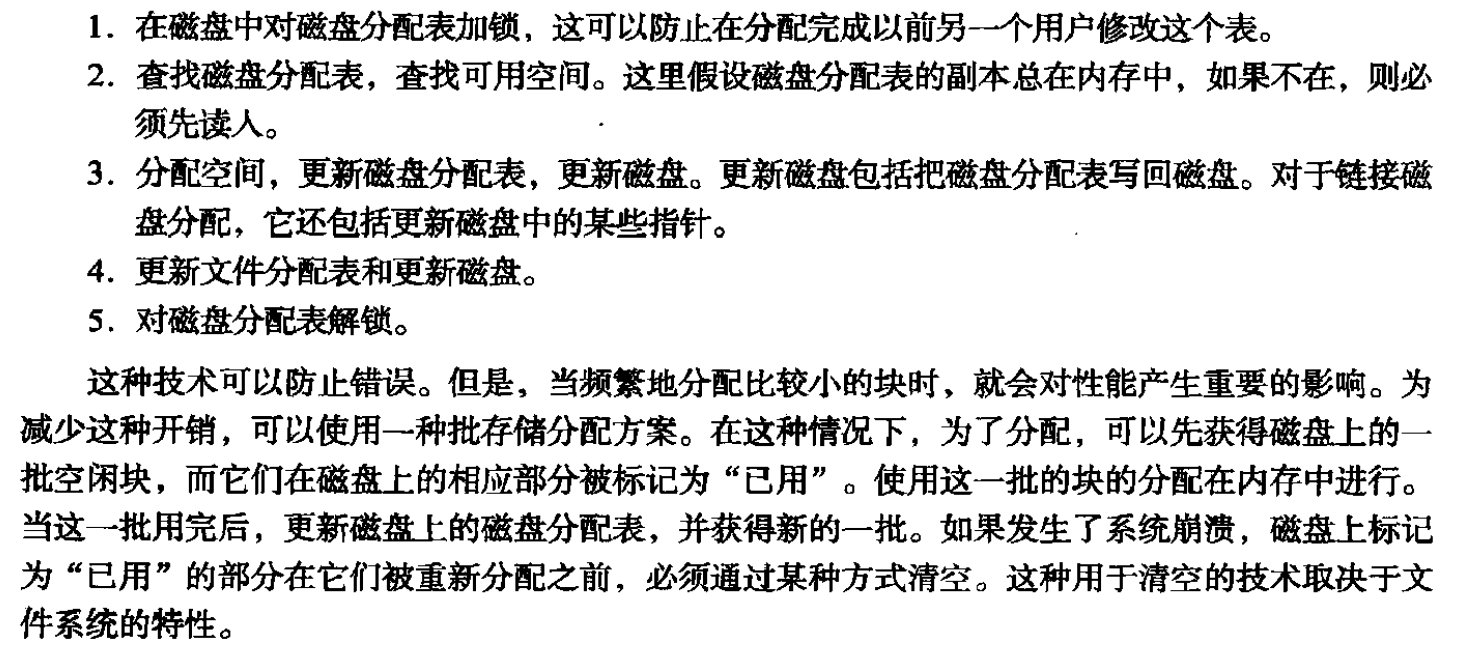 1. 在磁盘中对磁盘分配表加锁，这可以防止在分配完成以前另一个用户修改这个表。
2. 查找磁盘分配表，查找可用空间。这里假设磁盘分配表的副本总在内存中，如果不在，则必
须先读人。
3. 分配空间，更新磁盘分配表，更新磁盘。更新磁盘包括把磁盘分配表写回磁盘。对于链接磁
盘分配，它还包括更新磁盘中的某些指针。
4. 更新文件分配表和更新磁盘。
5. 对磁盘分配表解锁。
这种技术可以防止错误。但是，当频繁地分配比较小的块时，就会对性能产生重要的影响。为
减少这种开销，可以使用一种批存储分配方案。在这种情况下，为了分配，可以先获得磁盘上的一
批空闲块，而它们在磁盘上的相应部分被标记为“已用”。使用这一批的块的分配在内存中进行。
当这一批用完后，更新磁盘上的磁盘分配表，并获得新的一批。如果发生了系统崩溃，磁盘上标记
为“已用”的部分在它们被重新分配之前，必须通过某种方式清空。这种用于清空的技术取决于文
件系统的特性。